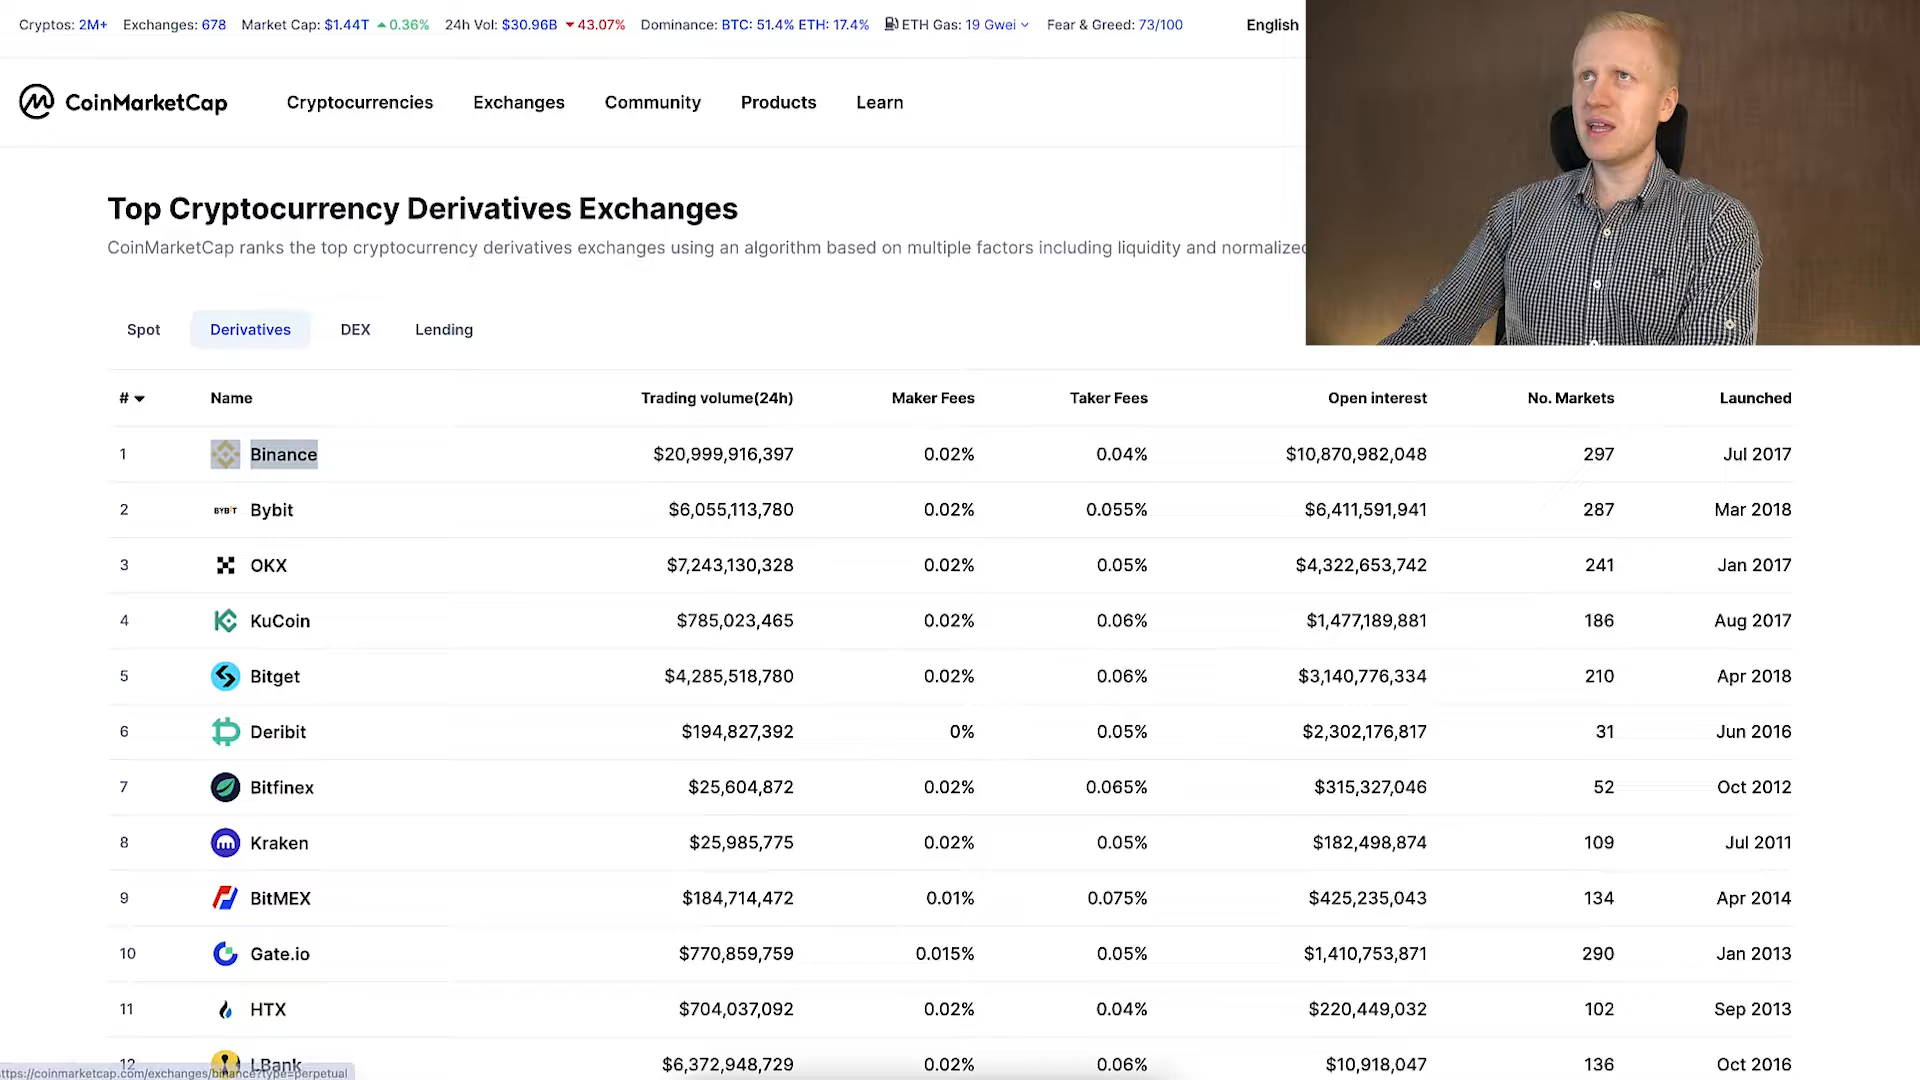 Cryptos: 2M+ Exchanges: 678 Market Cap: $1.44T 0.36% 24h Vol: $30.96B 43.07% Dominance: BTC: 51.4% ETH: 17.4% ETH Gas: 19 Gwei Fear & Greed: 73/100 English
CoinMarketCap Cryptocurrencies Exchanges Community Products Learn
Top Cryptocurrency Derivatives Exchanges
CoinMarketCap ranks the top cryptocurrency derivatives exchanges using an algorithm based on multiple factors including liquidity and normalized
Spot Derivatives DEX Lending
# Name Trading volume(24h) Maker Fees Taker Fees Open interest No. Markets Launched
1 Binance $20,999,916,397 0.02% 0.04% $10,870,982,048 297 Jul 2017
2 BYBIT Bybit $6,055,113,780 0.02% 0.055% $6,411,591,941 287 Mar 2018
3 OKX $7,243,130,328 0.02% 0.05% $4,322,653,742 241 Jan 2017
4 KuCoin $785,023,465 0.02% 0.06% $1,477,189,881 186 Aug 2017
5 Bitget $4,285,518,780 0.02% 0.06% $3,140,776,334 210 Apr 2018
6 Deribit $194,827,392 0% 0.05% $2,302,176,817 31 Jun 2016
7 Bitfinex $25,604,872 0.02% 0.065% $315,327,046 52 Oct 2012
8 Kraken $25,985,775 0.02% 0.05% $182,498,874 109 Jul 2011
9 BitMEX $184,714,472 0.01% 0.075% $425,235,043 134 Apr 2014
10 Gate.io $770,859,759 0.015% 0.05% $1,410,753,871 290 Jan 2013
11 HTX $704,037,092 0.02% 0.04% $220,449,032 102 Sep 2013
12 LBank $6,372,948,729 0.02% 0.06% $10,918,047 136 Oct 2016
ttps://coinmarketcap.com/exchanges/binance?type=perpetual